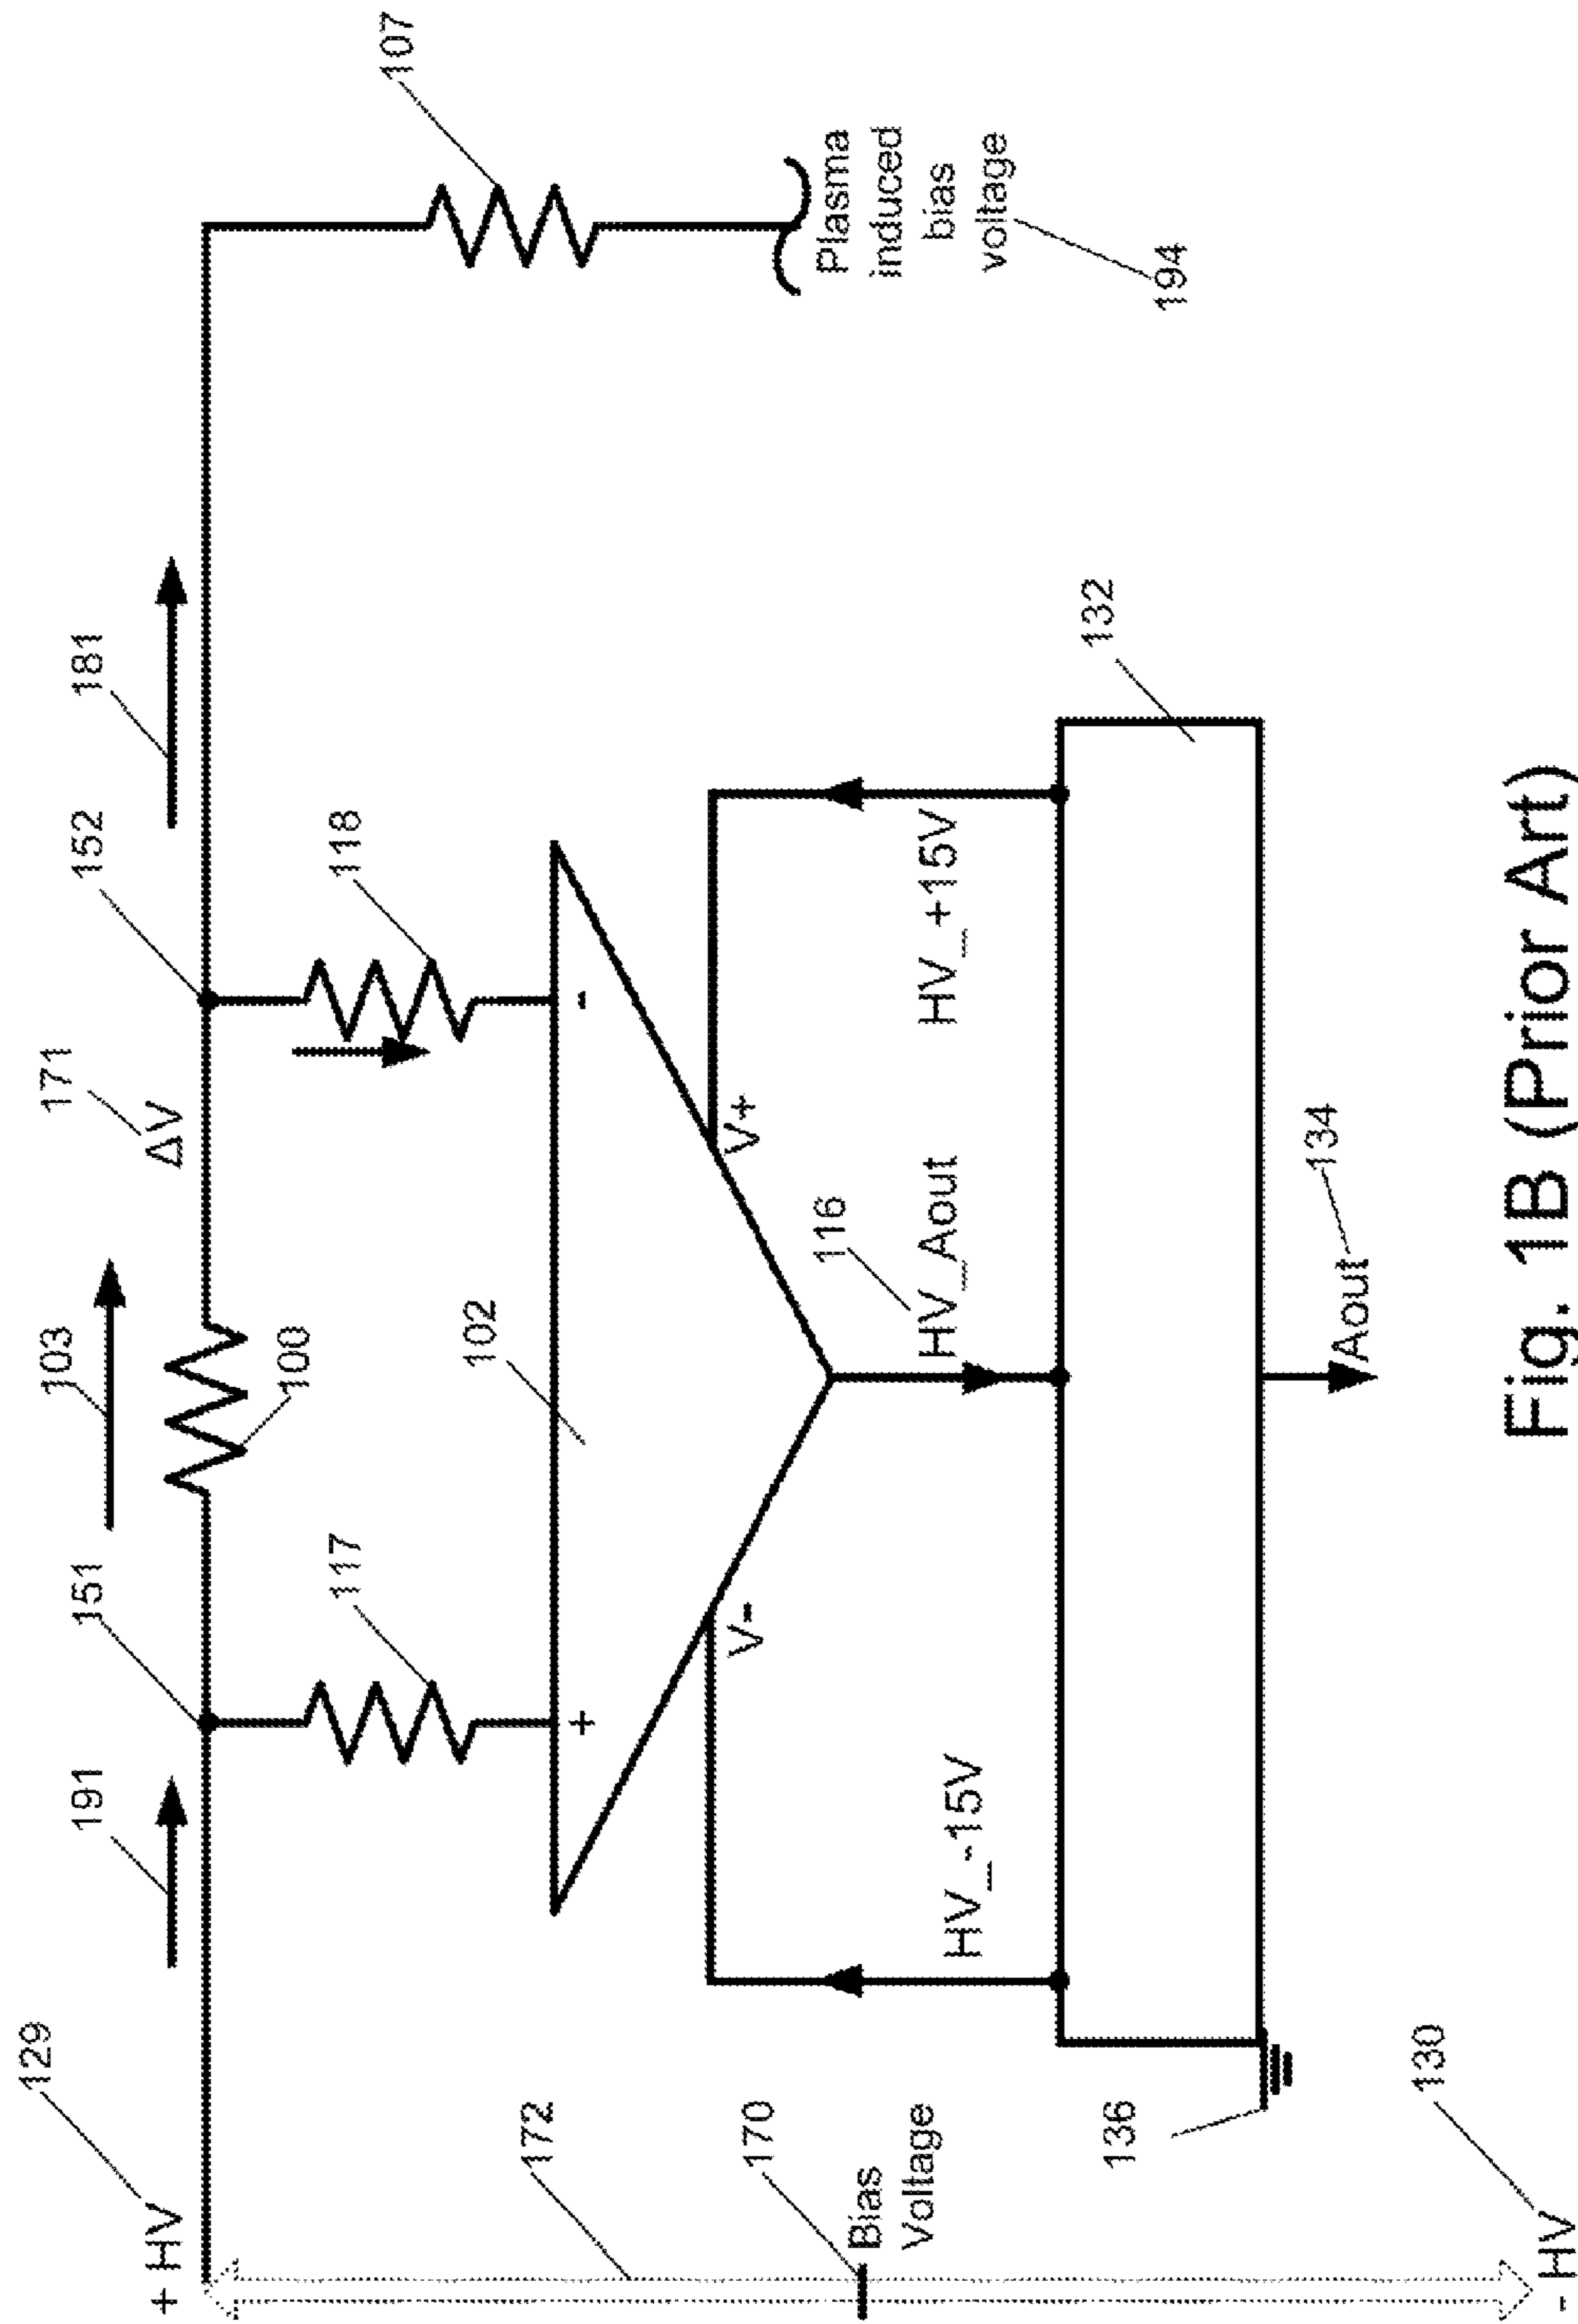 129
+ HV
191
151
103
100
ΔV
171
152
181
107
117
118
172
102
Plasma
induced
bias
voltage
194
+
-
V-
V+
170
Bias
Voltage
HV_-15V
116
HV_Aout
HV_+15V
136
132
134
Aout
130
- HV
Fig. 1B (Prior Art)